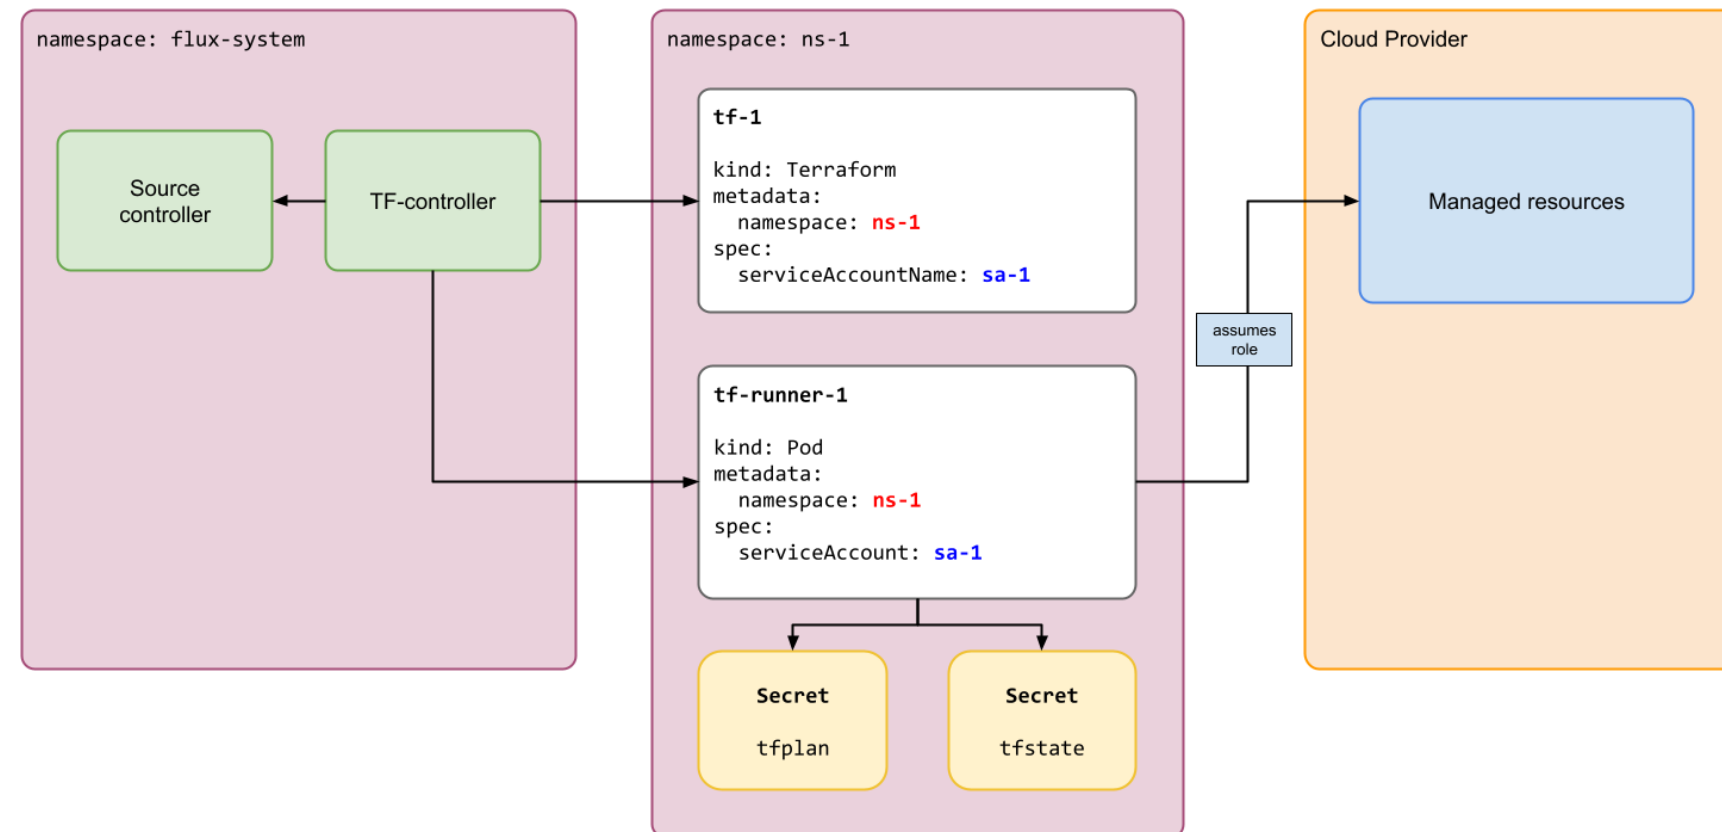 namespace: flux-system
Source
controller
TF-controller
namespace: ns-1
tf-1
kind: Terraform
metadata:
  namespace: ns-1
spec:
  serviceAccountName: sa-1
tf-runner-1
kind: Pod
metadata:
  namespace: ns-1
spec:
  serviceAccount: sa-1
Secret
tfplan
Secret
tfstate
assumes
role
Cloud Provider
Managed resources